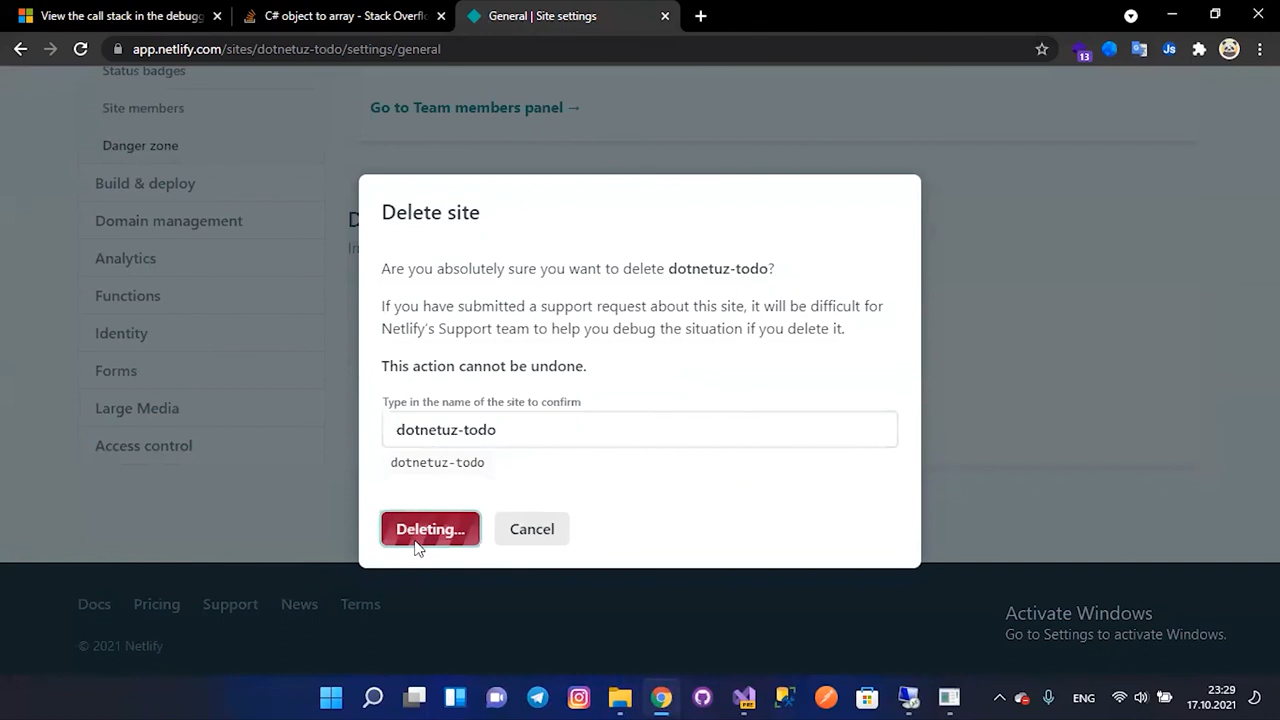 View the call stack in the debugg
C# object to array - Stack Overflo
General | Site settings
app.netlify.com/sites/dotnetuz-todo/settings/general
13
Js
Status badges
Site members
Danger zone
Build & deploy
Domain management
Analytics
Functions
Identity
Forms
Large Media
Access control
Go to Team members panel →
D
Delete site
Are you absolutely sure you want to delete dotnetuz-todo?
If you have submitted a support request about this site, it will be difficult for
Netlify's Support team to help you debug the situation if you delete it.
This action cannot be undone.
Type in the name of the site to confirm
dotnetuz-todo
dotnetuz-todo
Deleting...
Cancel
Docs Pricing Support News Terms
© 2021 Netlify
Activate Windows
Go to Settings to activate Windows.
PRE
ENG
23:29
17.10.2021